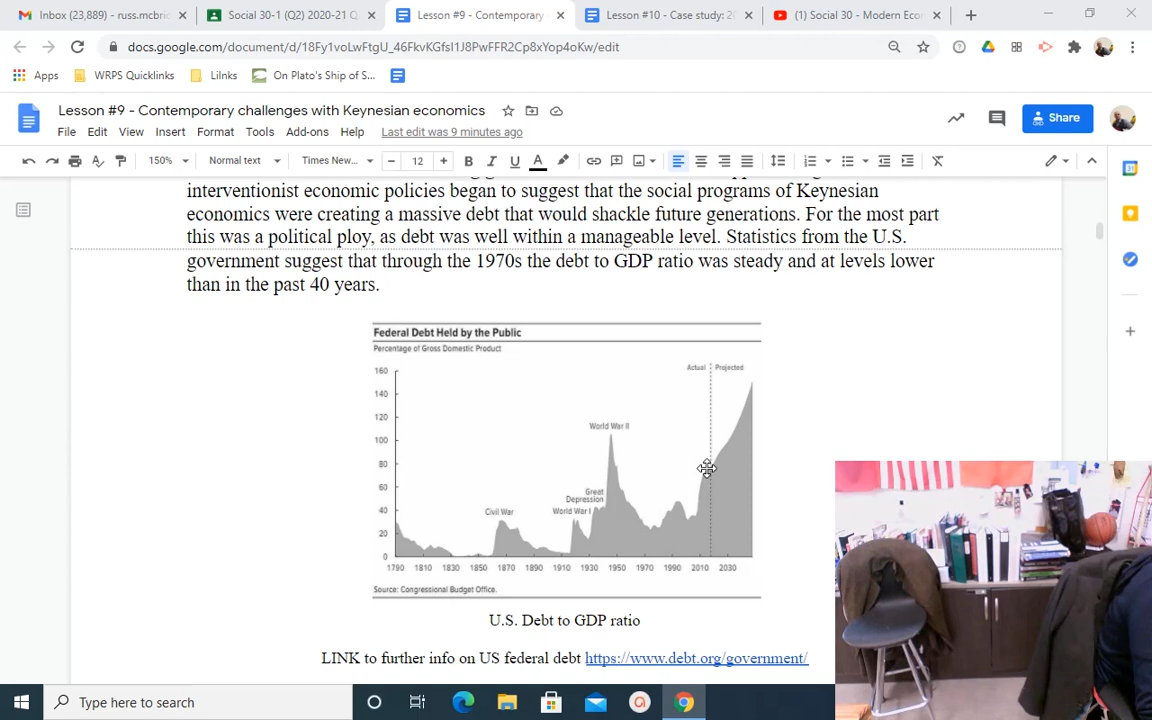 Inbox (23,889) - russ.mcbri
Social 30-1 (Q2) 2020-21 Q
Lesson #9 - Contemporary
Lesson #10 - Case study: 20
(1) Social 30 - Modern Eco
docs.google.com/document/d/18Fy1voLwFtgU_46FkvKGfsI1J8PwFFR2Cp8xYop4oKw/edit
Apps WRPS Quicklinks Lilnks On Plato's Ship of S...
Lesson #9 - Contemporary challenges with Keynesian economics
Share
File Edit View Insert Format Tools Add-ons Help Last edit was 9 minutes ago
150% Normal text Times New... 12
interventionist economic policies began to suggest that the social programs of Keynesian
economics were creating a massive debt that would shackle future generations. For the most part
this was a political ploy, as debt was well within a manageable level. Statistics from the U.S.
government suggest that through the 1970s the debt to GDP ratio was steady and at levels lower
than in the past 40 years.
Federal Debt Held by the Public
Percentage of Gross Domestic Product
Actual Projected
160
140
120
100
80
60
40
20
0
World War II
Great
Depression
World War I
Civil War
1790 1810 1830 1850 1870 1890 1910 1930 1950 1970 1990 2010 2030
Source: Congressional Budget Office.
U.S. Debt to GDP ratio
LINK to further info on US federal debt https://www.debt.org/government/
Type here to search